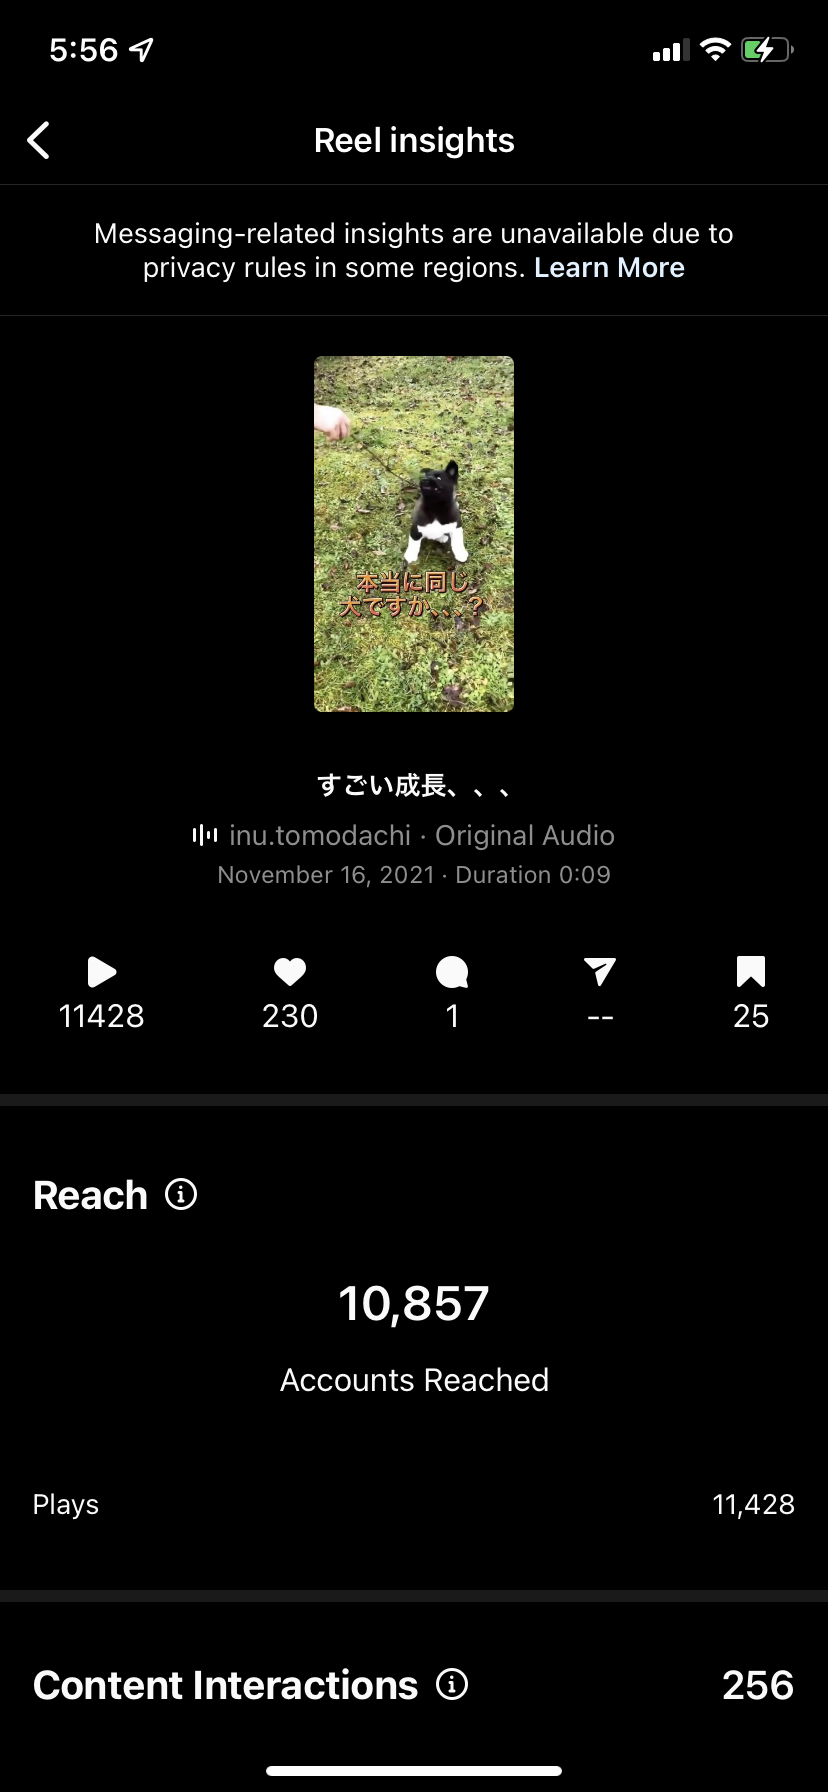 5:56
Reel insights
Messaging-related insights are unavailable due to
privacy rules in some regions. Learn More
本当に同じ
犬ですか、、、?
すごい成長、、、
inu.tomodachi · Original Audio
November 16, 2021 · Duration 0:09
11428 230 1 -- 25
Reach
10,857
Accounts Reached
Plays 11,428
Content Interactions 256